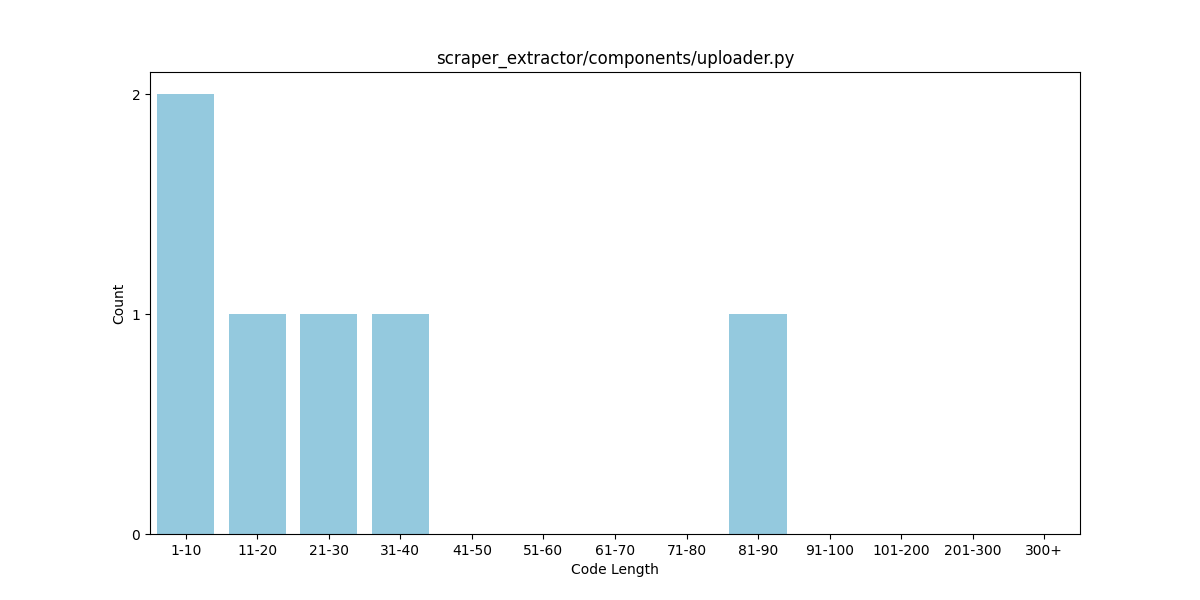 scraper_extractor/components/uploader.py
2
1
0
Count
1-10 11-20 21-30 31-40 41-50 51-60 61-70 71-80 81-90 91-100 101-200 201-300 300+
Code Length